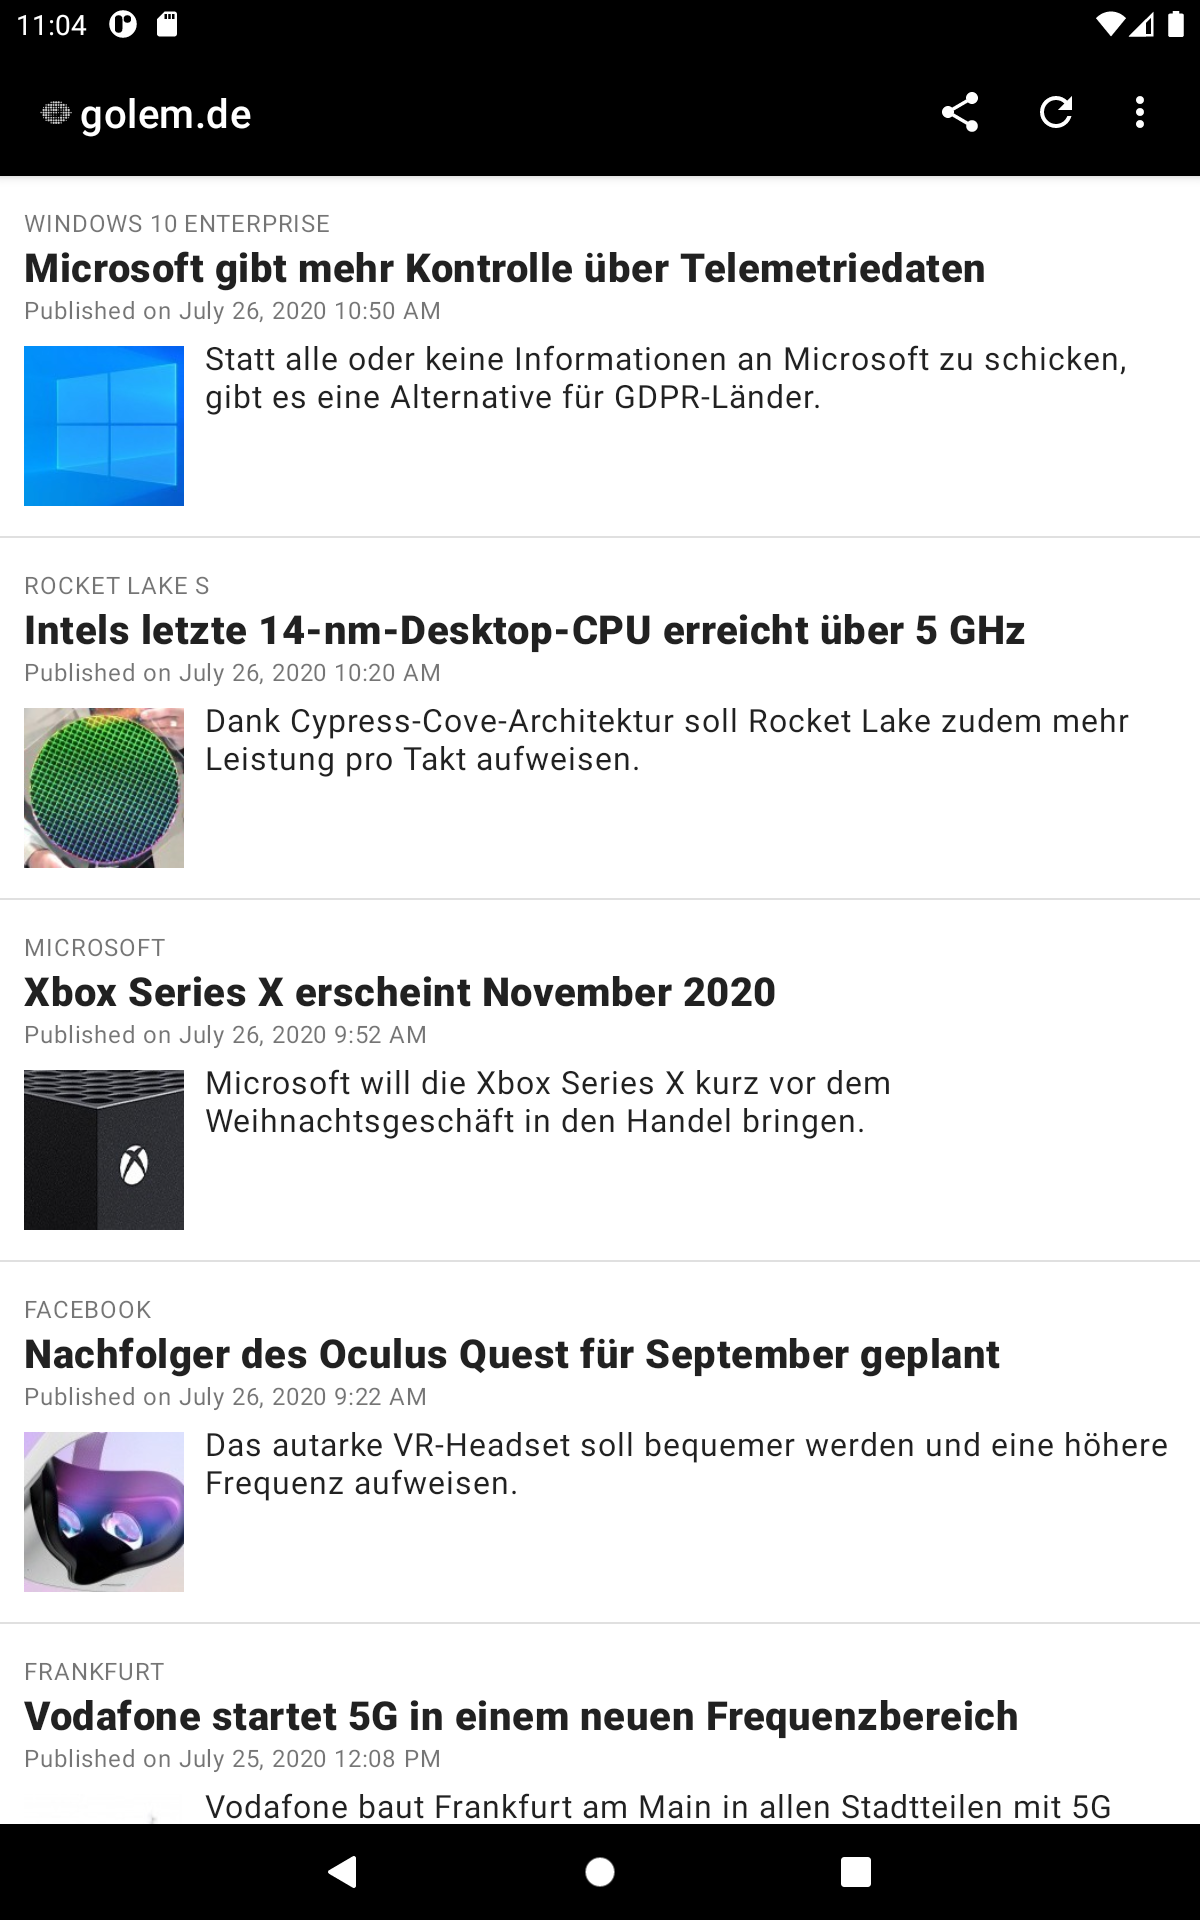 11:04
golem.de
WINDOWS 10 ENTERPRISE
Microsoft gibt mehr Kontrolle über Telemetriedaten
Published on July 26, 2020 10:50 AM
Statt alle oder keine Informationen an Microsoft zu schicken,
gibt es eine Alternative für GDPR-Länder.
ROCKET LAKE S
Intels letzte 14-nm-Desktop-CPU erreicht über 5 GHz
Published on July 26, 2020 10:20 AM
Dank Cypress-Cove-Architektur soll Rocket Lake zudem mehr
Leistung pro Takt aufweisen.
MICROSOFT
Xbox Series X erscheint November 2020
Published on July 26, 2020 9:52 AM
Microsoft will die Xbox Series X kurz vor dem
Weihnachtsgeschäft in den Handel bringen.
FACEBOOK
Nachfolger des Oculus Quest für September geplant
Published on July 26, 2020 9:22 AM
Das autarke VR-Headset soll bequemer werden und eine höhere
Frequenz aufweisen.
FRANKFURT
Vodafone startet 5G in einem neuen Frequenzbereich
Published on July 25, 2020 12:08 PM
Vodafone baut Frankfurt am Main in allen Stadtteilen mit 5G